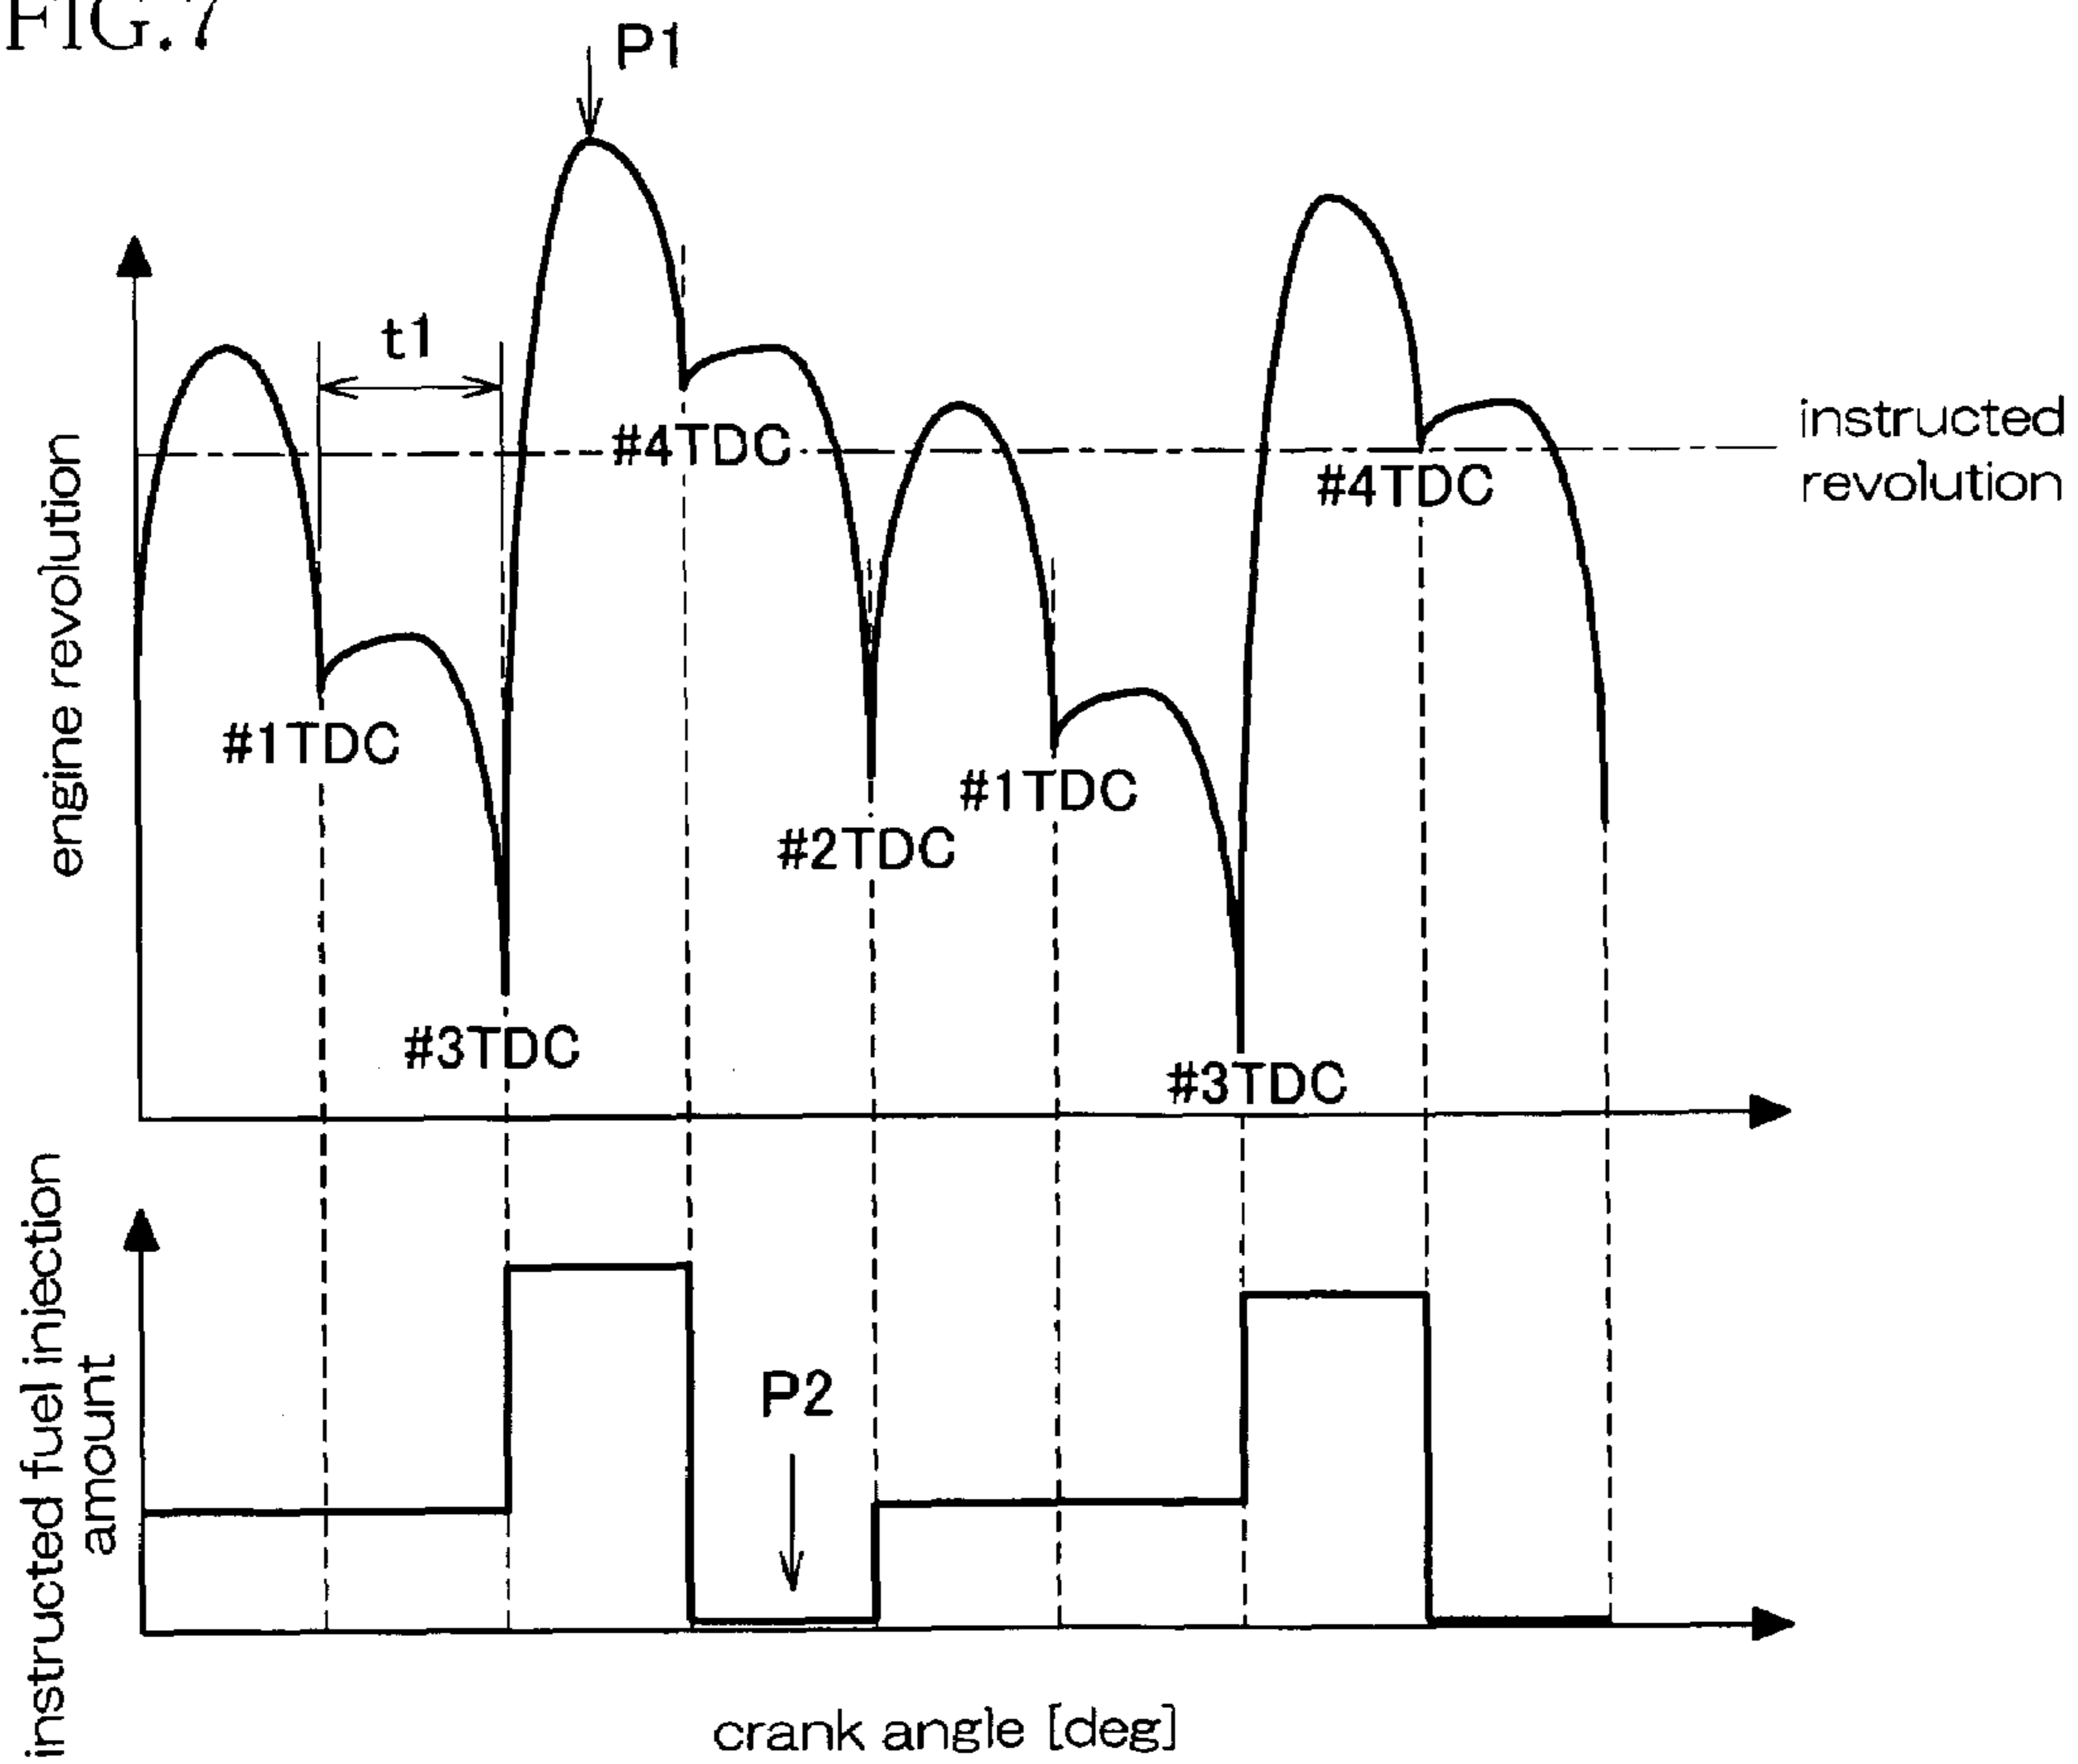 FIG.7
P1
t1
instructed
revolution
#4TDC
#4TDC
engine revolution
#1TDC
#1TDC
#2TDC
#3TDC
#3TDC
instructed fuel injection
amount
P2
crank angle [deg]